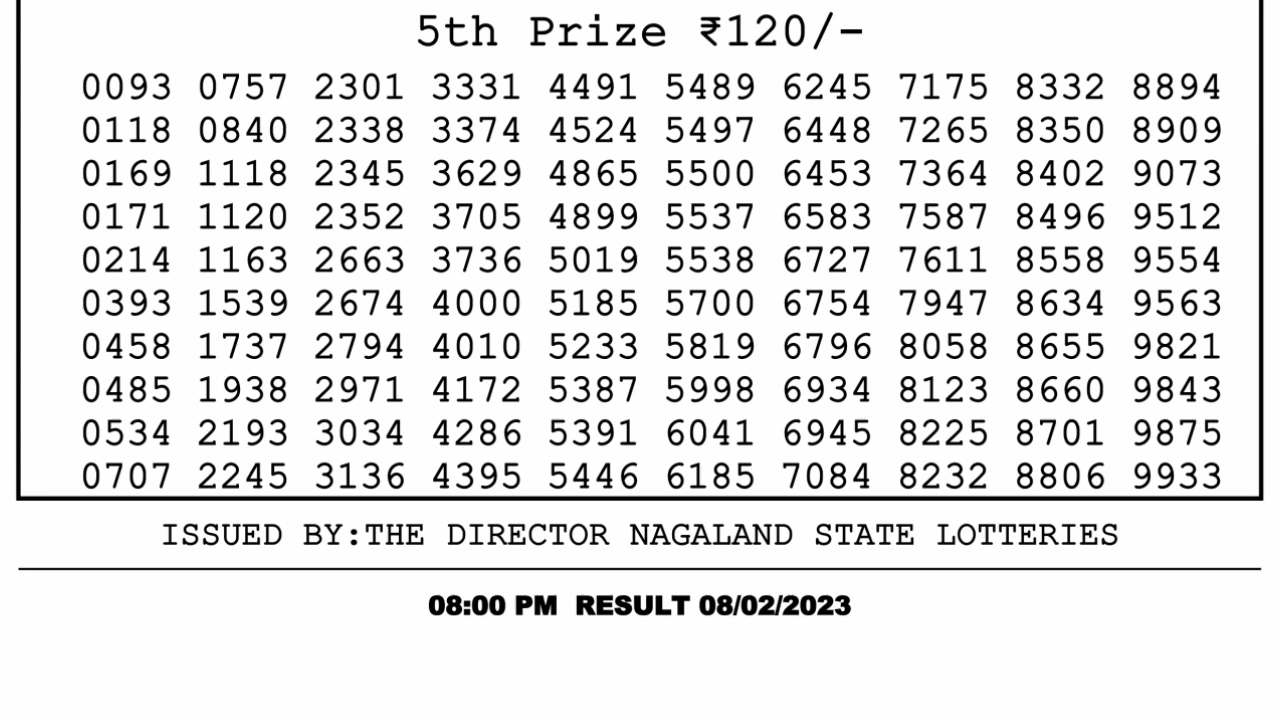 5th Prize ₹120/-
0093 0757 2301 3331 4491 5489 6245 7175 8332 8894
0118 0840 2338 3374 4524 5497 6448 7265 8350 8909
0169 1118 2345 3629 4865 5500 6453 7364 8402 9073
0171 1120 2352 3705 4899 5537 6583 7587 8496 9512
0214 1163 2663 3736 5019 5538 6727 7611 8558 9554
0393 1539 2674 4000 5185 5700 6754 7947 8634 9563
0458 1737 2794 4010 5233 5819 6796 8058 8655 9821
0485 1938 2971 4172 5387 5998 6934 8123 8660 9843
0534 2193 3034 4286 5391 6041 6945 8225 8701 9875
0707 2245 3136 4395 5446 6185 7084 8232 8806 9933
ISSUED BY:THE DIRECTOR NAGALAND STATE LOTTERIES
08:00 PM RESULT 08/02/2023